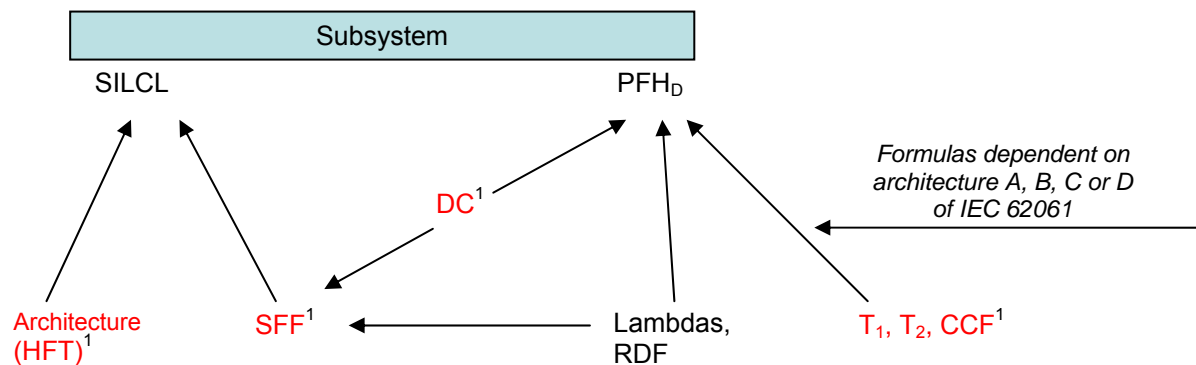 Subsystem
SILCL
PFH_D
Formulas dependent on
architecture A, B, C or D
of IEC 62061
DC¹
Architecture
(HFT)¹
SFF¹
Lambdas,
RDF
T₁, T₂, CCF¹